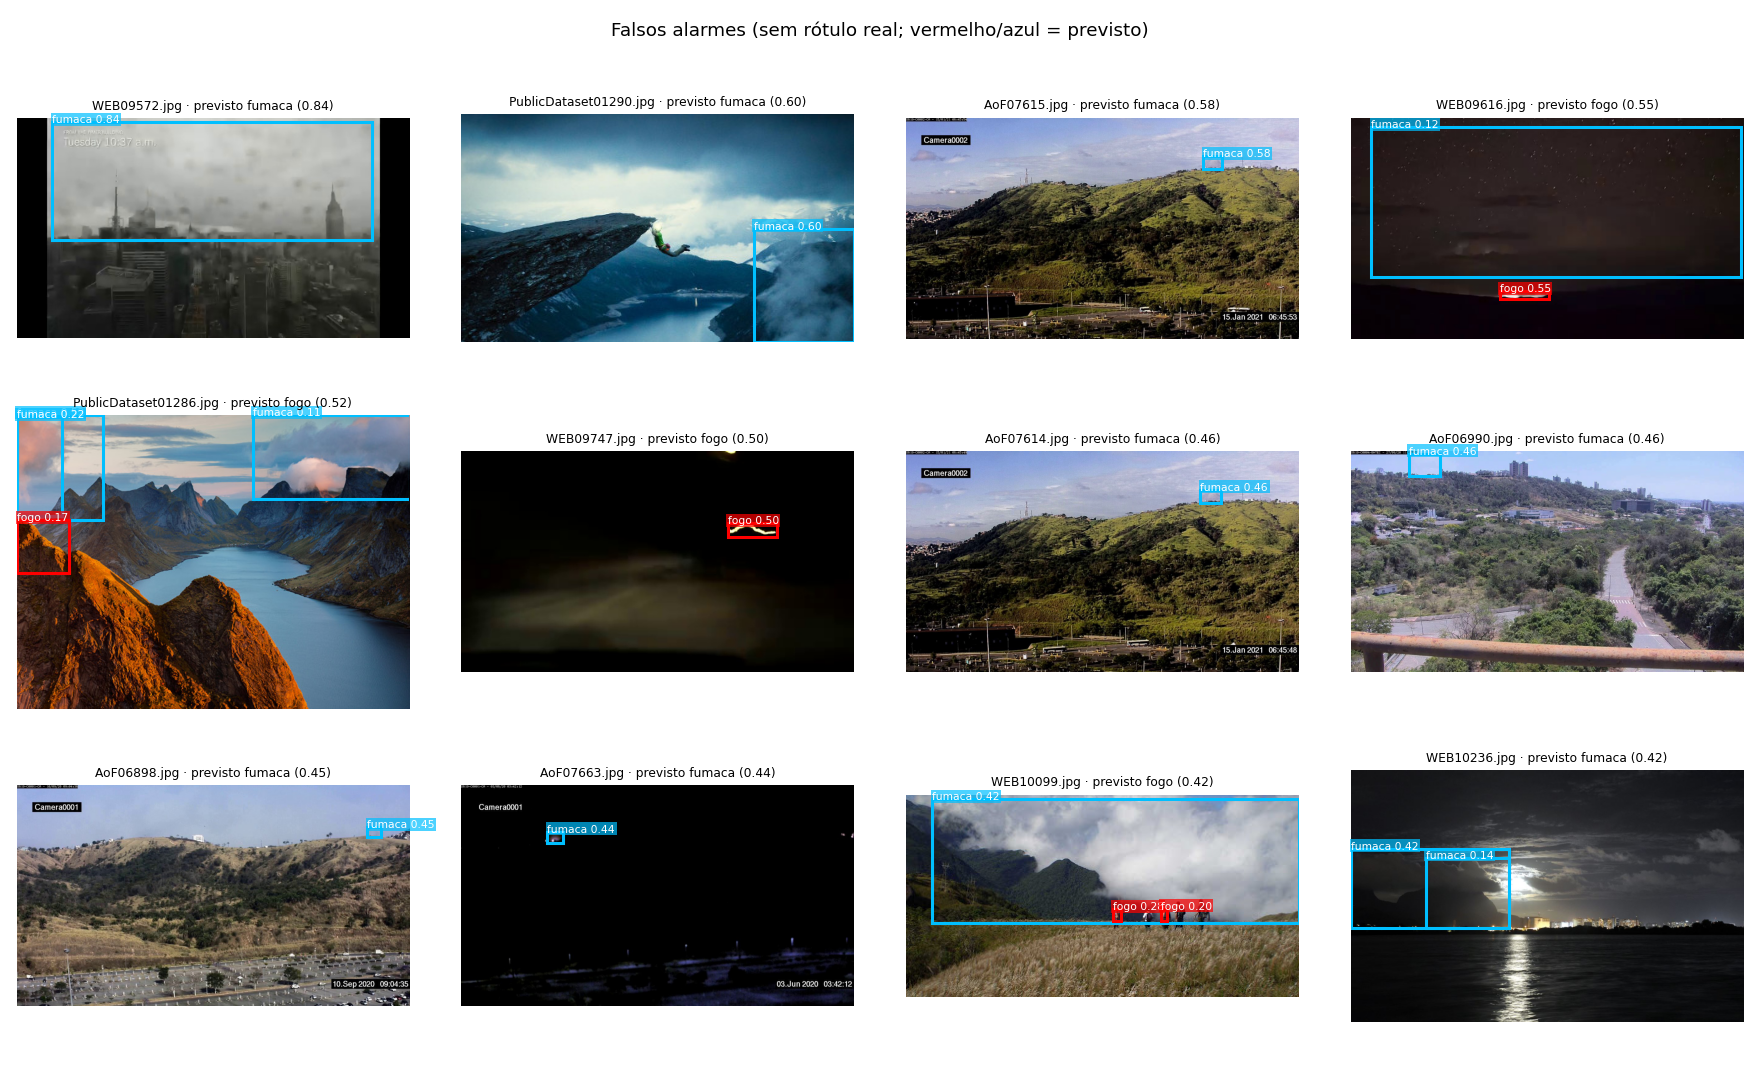 Falsos alarmes (sem rótulo real; vermelho/azul = previsto)
WEB09572.jpg · previsto fumaca (0.84)
fumaca 0.84
Tuesday 10:37 a.m
PublicDataset01290.jpg · previsto fumaca (0.60)
fumaca 0.60
AoF07615.jpg · previsto fumaca (0.58)
Camera0002
fumaca 0.58
15.Jan 2021 06:45:53
WEB09616.jpg · previsto fogo (0.55)
fumaca 0.12
fogo 0.55
PublicDataset01286.jpg · previsto fogo (0.52)
fumaca 0.22
fumaca 0.11
fogo 0.17
WEB09747.jpg · previsto fogo (0.50)
fogo 0.50
AoF07614.jpg · previsto fumaca (0.46)
Camera0002
fumaca 0.46
15.Jan 2021 06:45:48
AoF06990.jpg · previsto fumaca (0.46)
fumaca 0.46
AoF06898.jpg · previsto fumaca (0.45)
Camera0001
fumaca 0.45
10.Sep 2020 09:04:35
AoF07663.jpg · previsto fumaca (0.44)
Camera0001
fumaca 0.44
03.Jun 2020 03:42:12
WEB10099.jpg · previsto fogo (0.42)
fumaca 0.42
fogo
fogo 0.20
WEB10236.jpg · previsto fumaca (0.42)
fumaca 0.42
fumaca 0.14